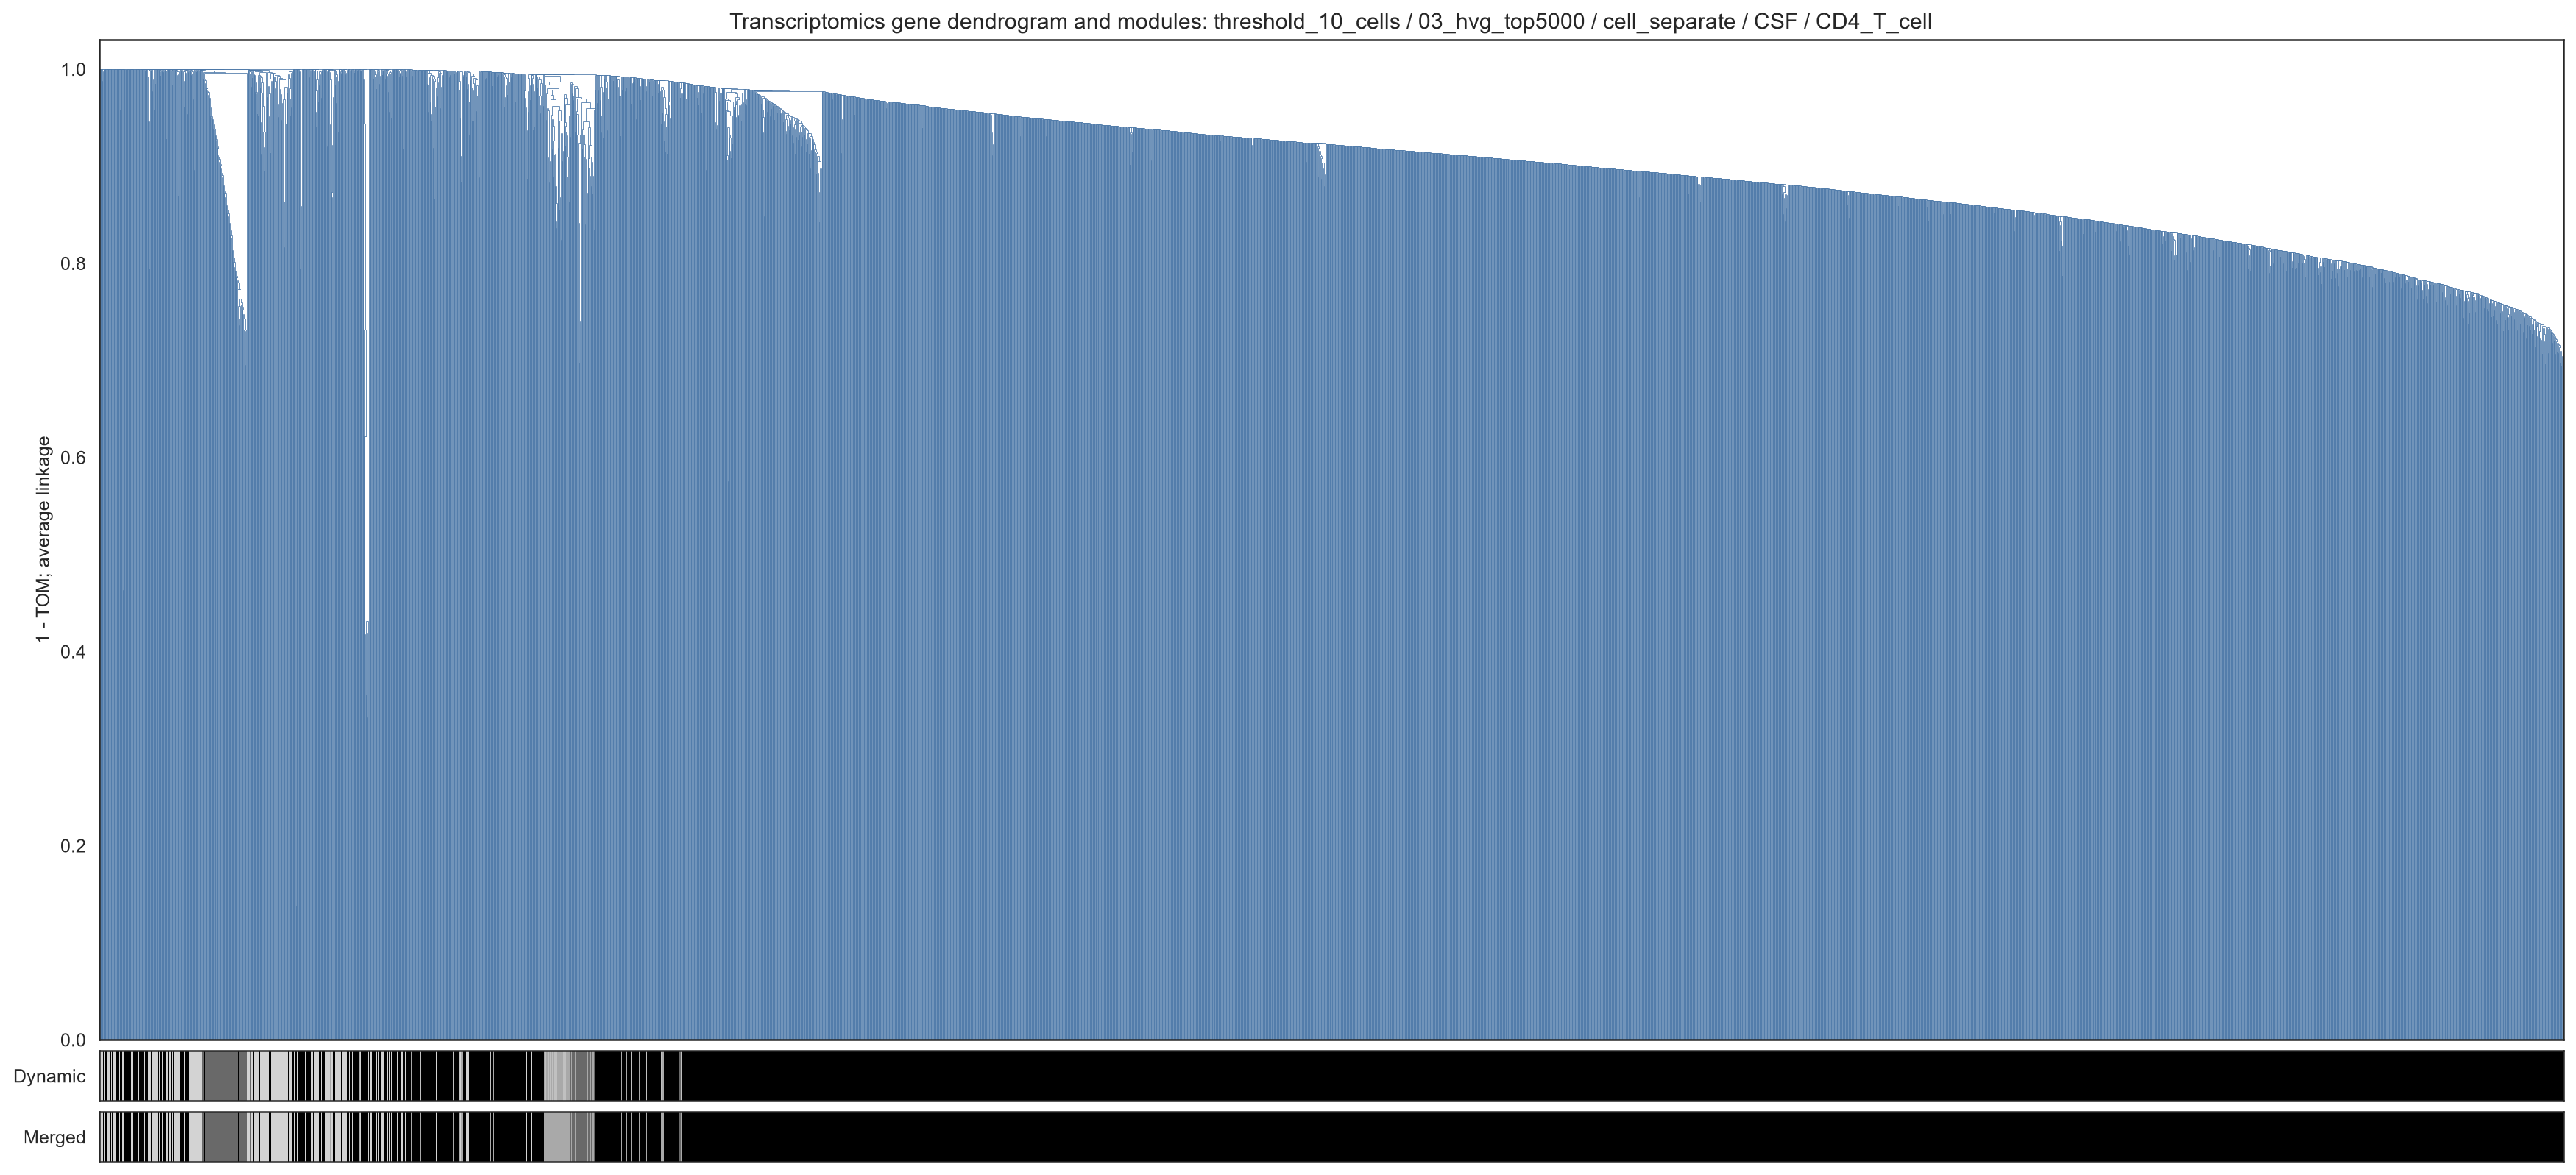 Transcriptomics gene dendrogram and modules: threshold_10_cells / 03_hvg_top5000 / cell_separate / CSF / CD4_T_cell
1 - TOM; average linkage
1.0
0.8
0.6
0.4
0.2
0.0
Dynamic
Merged